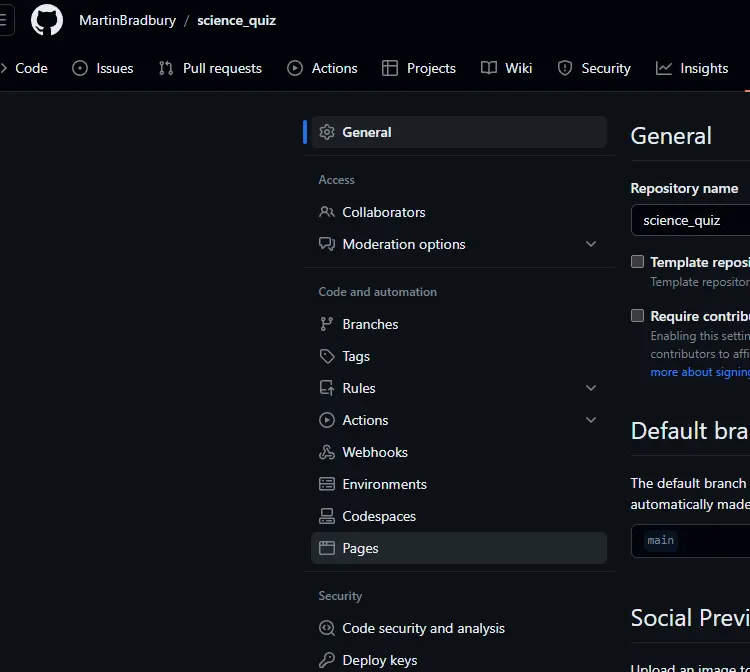 MartinBradbury / science_quiz
Code Issues Pull requests Actions Projects Wiki Security Insights
General
Access
Collaborators
Moderation options
Code and automation
Branches
Tags
Rules
Actions
Webhooks
Environments
Codespaces
Pages
Security
Code security and analysis
Deploy keys
General
Repository name
science_quiz
Template reposi
Template repositor
Require contribu
Enabling this settin
contributors to affi
more about signing
Default bra
The default branch
automatically made
main
Social Previ
Upload an image to